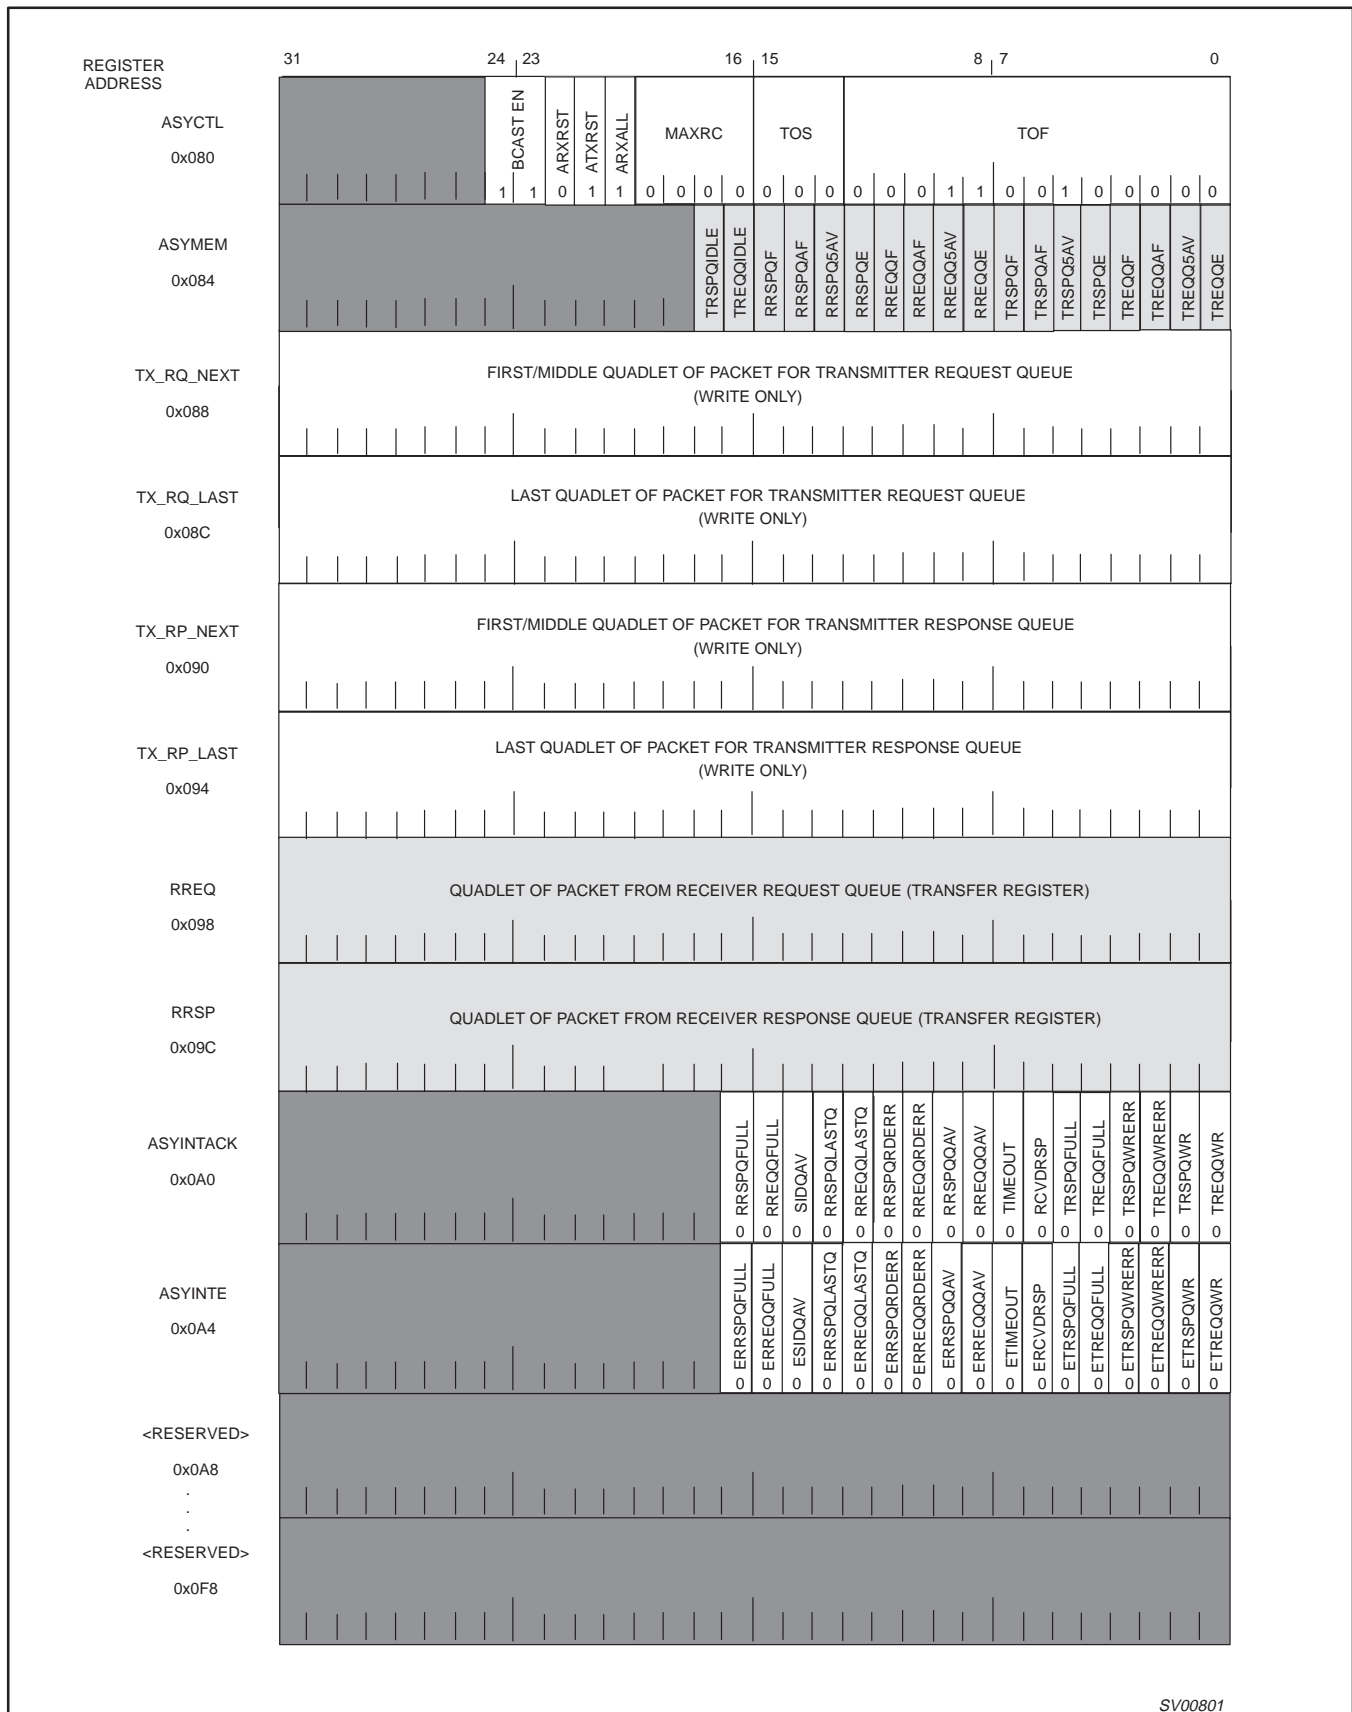 REGISTER
ADDRESS
31 24 23 16 15 8 7 0
ASYCTL
0x080
BCAST EN
ARXRST
ATXRST
ARXALL
MAXRC
TOS
TOF
1 1 0 1 1 0 0 0 0 0 0 0 0 0 0 1 1 0 0 1 0 0 0 0 0
ASYMEM
0x084
TRSPQIDLE
TREQQIDLE
RRSPQF
RRSPQAF
RRSPQ5AV
RRSPQE
RREQQF
RREQQAF
RREQQ5AV
RREQQE
TRSPQF
TRSPQAF
TRSPQ5AV
TRSPQE
TREQQF
TREQQAF
TREQQ5AV
TREQQE
TX_RQ_NEXT
0x088
FIRST/MIDDLE QUADLET OF PACKET FOR TRANSMITTER REQUEST QUEUE
(WRITE ONLY)
TX_RQ_LAST
0x08C
LAST QUADLET OF PACKET FOR TRANSMITTER REQUEST QUEUE
(WRITE ONLY)
TX_RP_NEXT
0x090
FIRST/MIDDLE QUADLET OF PACKET FOR TRANSMITTER RESPONSE QUEUE
(WRITE ONLY)
TX_RP_LAST
0x094
LAST QUADLET OF PACKET FOR TRANSMITTER RESPONSE QUEUE
(WRITE ONLY)
RREQ
0x098
QUADLET OF PACKET FROM RECEIVER REQUEST QUEUE (TRANSFER REGISTER)
RRSP
0x09C
QUADLET OF PACKET FROM RECEIVER RESPONSE QUEUE (TRANSFER REGISTER)
ASYINTACK
0x0A0
0 RRSPQFULL
0 RREQQFULL
0 SIDQAV
0 RRSPQLASTQ
0 RREQQLASTQ
0 RRSPQRDERR
0 RREQQRDERR
0 RRSPQQAV
0 RREQQQAV
0 TIMEOUT
0 RCVDRSP
0 TRSPQFULL
0 TREQQFULL
0 TRSPQWRERR
0 TREQQWRERR
0 TRSPQWR
0 TREQQWR
ASYINTE
0x0A4
0 ERRSPQFULL
0 ERREQQFULL
0 ESIDQAV
0 ERRSPQLASTQ
0 ERREQQLASTQ
0 ERRSPQRDERR
0 ERREQQRDERR
0 ERRSPQQAV
0 ERREQQQAV
0 ETIMEOUT
0 ERCVDRSP
0 ETRSPQFULL
0 ETREQQFULL
0 ETRSPQWRERR
0 ETREQQWRERR
0 ETRSPQWR
0 ETREQQWR
<RESERVED>
0x0A8
.
.
.
<RESERVED>
0x0F8
SV00801